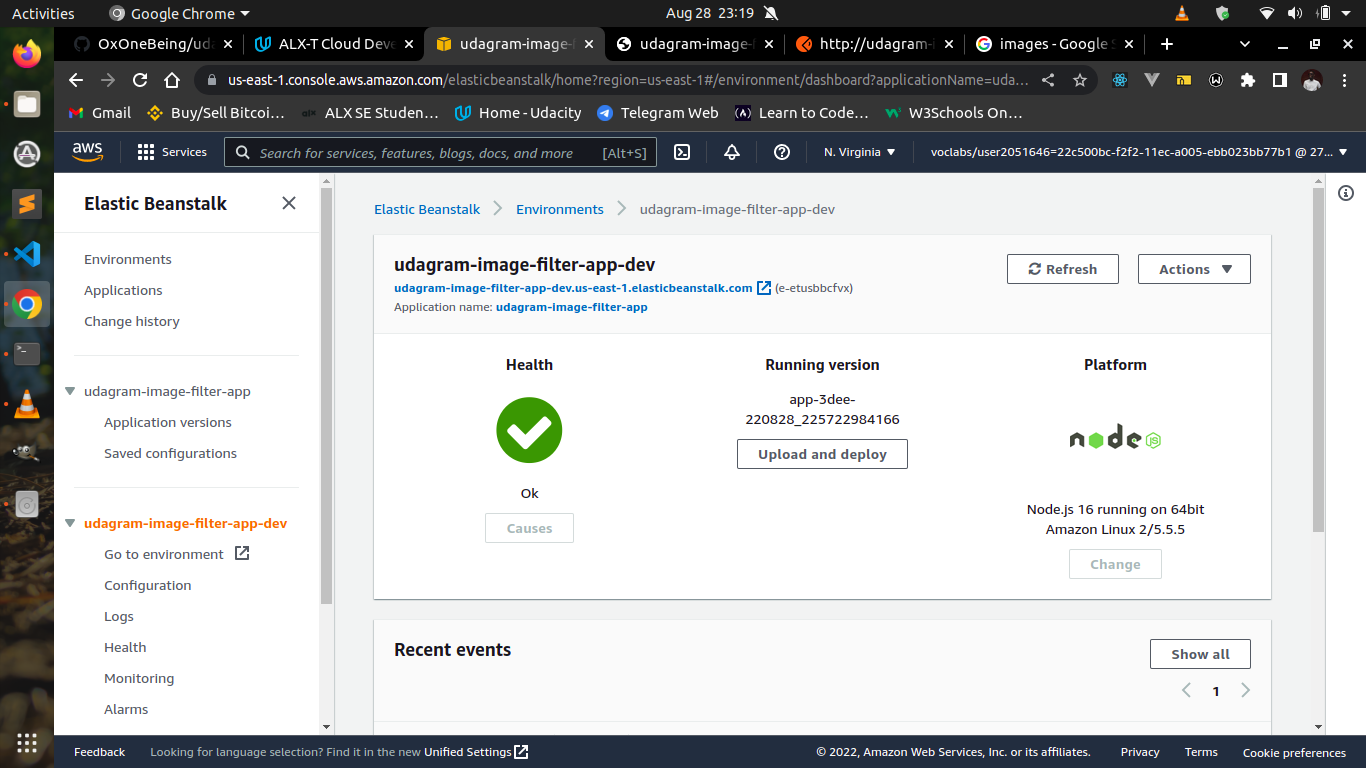 Activities
Google Chrome
Aug 28 23:19
OxOneBeing/uda
ALX-T Cloud Deve
udagram-image-f
udagram-image-f
http://udagram-i
images - Google S
us-east-1.console.aws.amazon.com/elasticbeanstalk/home?region=us-east-1#/environment/dashboard?applicationName=uda...
Gmail
Buy/Sell Bitcoi...
ALX SE Studen...
Home - Udacity
Telegram Web
Learn to Code...
W3Schools On...
aws
Services
Search for services, features, blogs, docs, and more
[Alt+S]
N. Virginia
voclabs/user2051646=22c500bc-f2f2-11ec-a005-ebb023bb77b1 @ 27...
Elastic Beanstalk
Environments
Applications
Change history
udagram-image-filter-app
Application versions
Saved configurations
udagram-image-filter-app-dev
Go to environment
Configuration
Logs
Health
Monitoring
Alarms
Elastic Beanstalk
Environments
udagram-image-filter-app-dev
udagram-image-filter-app-dev
udagram-image-filter-app-dev.us-east-1.elasticbeanstalk.com (e-etusbbcfvx)
Application name: udagram-image-filter-app
Refresh
Actions
Health
Ok
Causes
Running version
app-3dee-
220828_225722984166
Upload and deploy
Platform
node
JS
Node.js 16 running on 64bit
Amazon Linux 2/5.5.5
Change
Recent events
Show all
1
Feedback
Looking for language selection? Find it in the new Unified Settings
© 2022, Amazon Web Services, Inc. or its affiliates.
Privacy
Terms
Cookie preferences